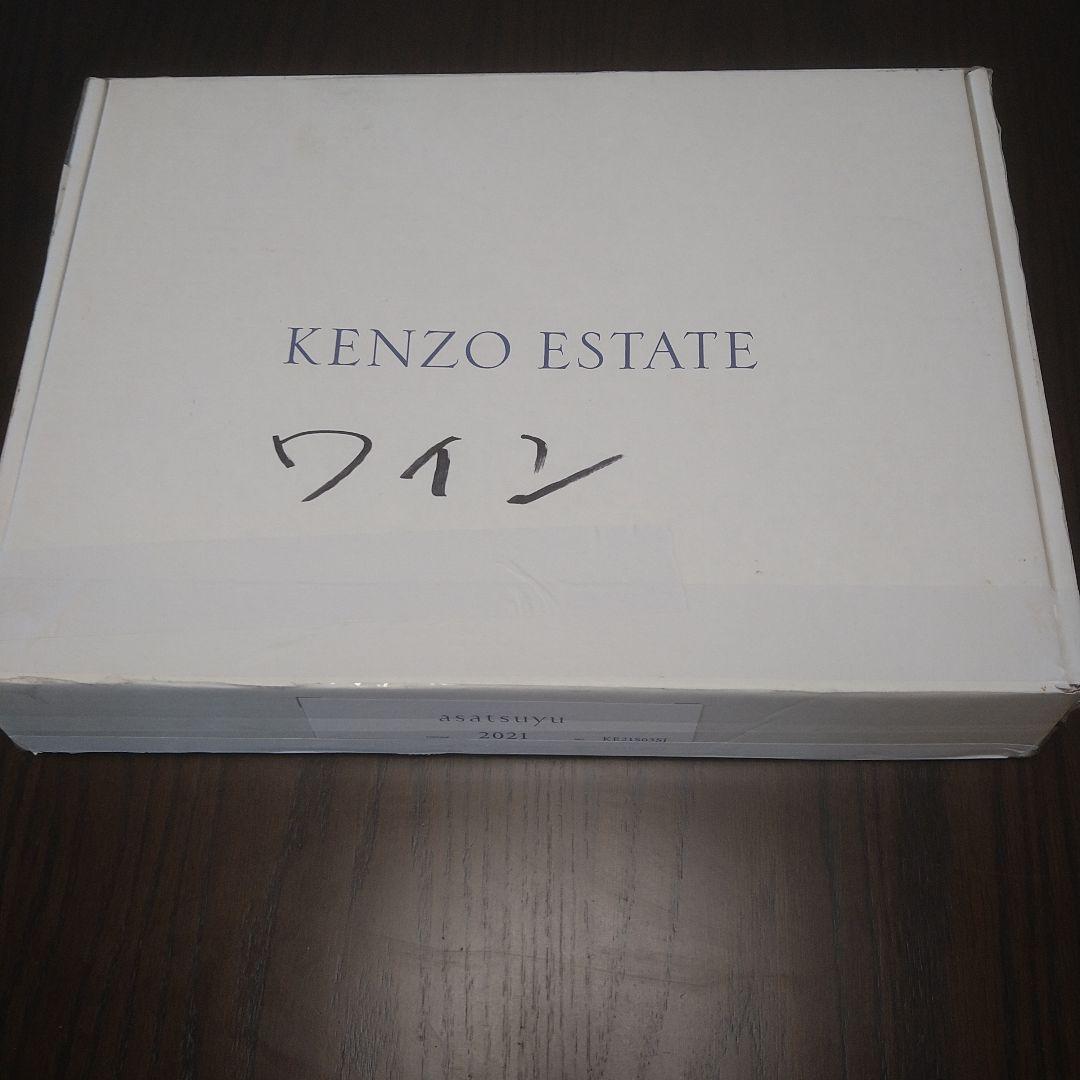 KENZO ESTATE
ワイン
asatsuyu
2021